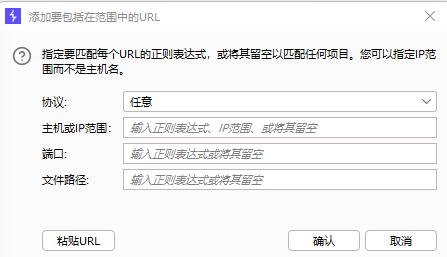 添加要包括在范围中的URL
指定要匹配每个URL的正则表达式，或将其留空以匹配任何项目。您可以指定IP范
围而不是主机名。
协议: 任意
主机或IP范围: 输入正则表达式、IP范围、或将其留空
端口: 输入正则表达式或将其留空
文件路径: 输入正则表达式或将其留空
粘贴URL 确认 取消